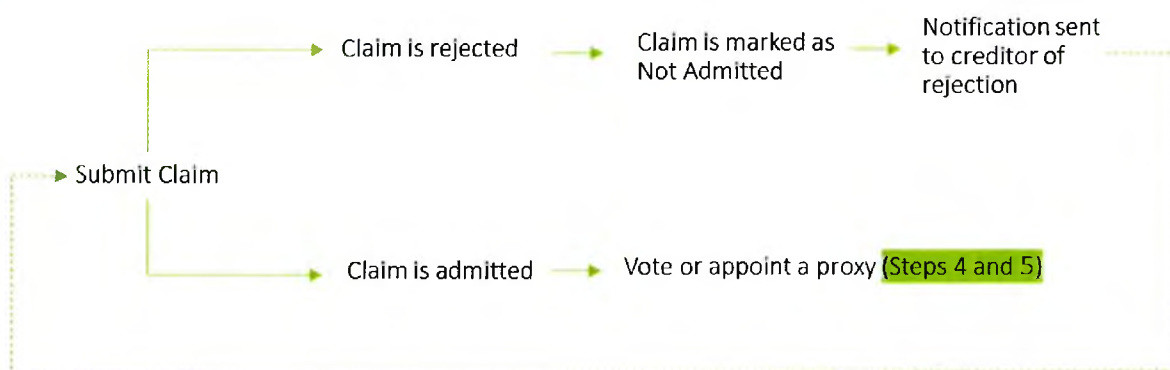 Claim is rejected
Claim is marked as
Not Admitted
Notification sent
to creditor of
rejection
Submit Claim
Claim is admitted
Vote or appoint a proxy (Steps 4 and 5)